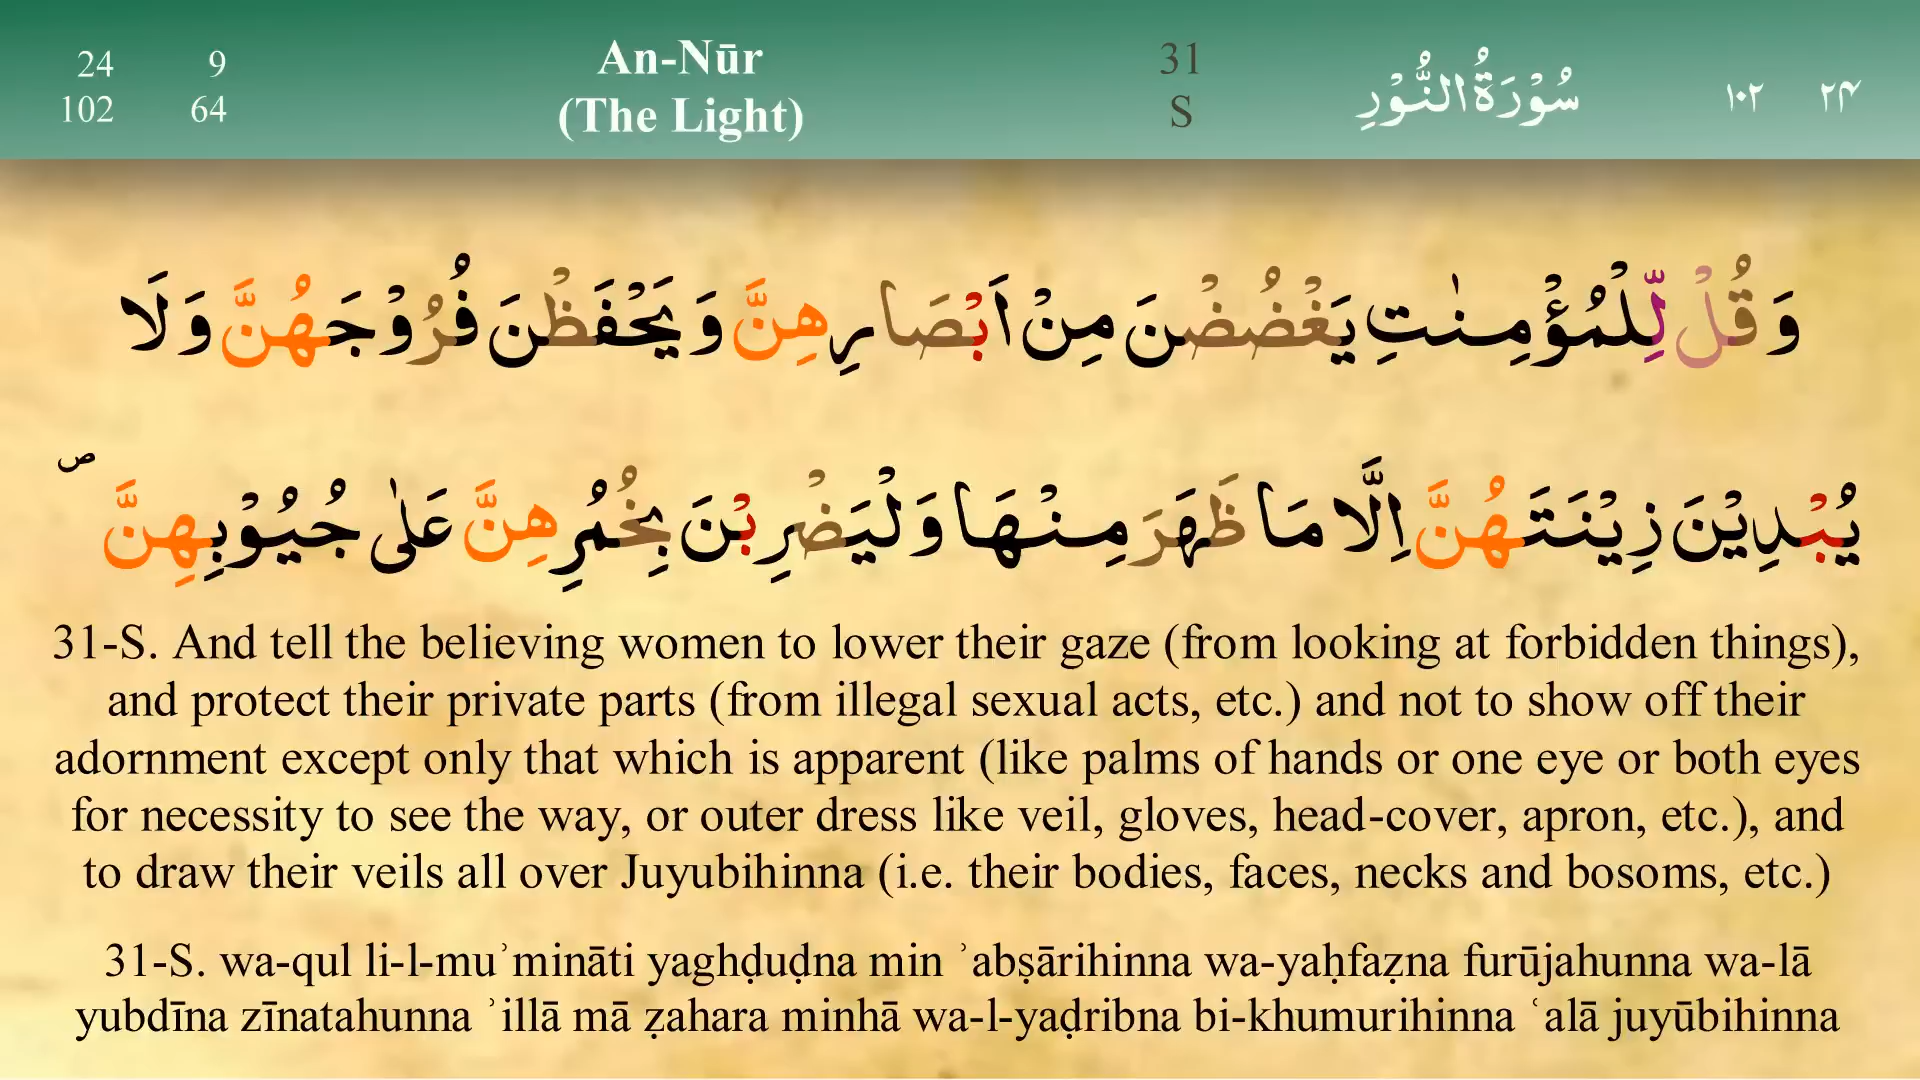 24 9 An-Nūr 31 سُوْرَةُ النُّوْرِ ١٠٢ ٢٤
102 64 (The Light) S
وَقُلْ لِّلْمُؤْمِنٰتِ يَغْضُضْنَ مِنْ اَبْصَارِهِنَّ وَيَحْفَظْنَ فُرُوْجَهُنَّ وَلَا
يُبْدِيْنَ زِيْنَتَهُنَّ اِلَّا مَا ظَهَرَ مِنْهَا وَلْيَضْرِبْنَ بِخُمُرِهِنَّ عَلٰى جُيُوْبِهِنَّ ۖ
31-S. And tell the believing women to lower their gaze (from looking at forbidden things),
and protect their private parts (from illegal sexual acts, etc.) and not to show off their
adornment except only that which is apparent (like palms of hands or one eye or both eyes
for necessity to see the way, or outer dress like veil, gloves, head-cover, apron, etc.), and
to draw their veils all over Juyubihinna (i.e. their bodies, faces, necks and bosoms, etc.)
31-S. wa-qul li-l-muʾmināti yaghḍuḍna min ʾabṣārihinna wa-yaḥfaẓna furūjahunna wa-lā
yubdīna zīnatahunna ʾillā mā ẓahara minhā wa-l-yaḍribna bi-khumurihinna ʿalā juyūbihinna